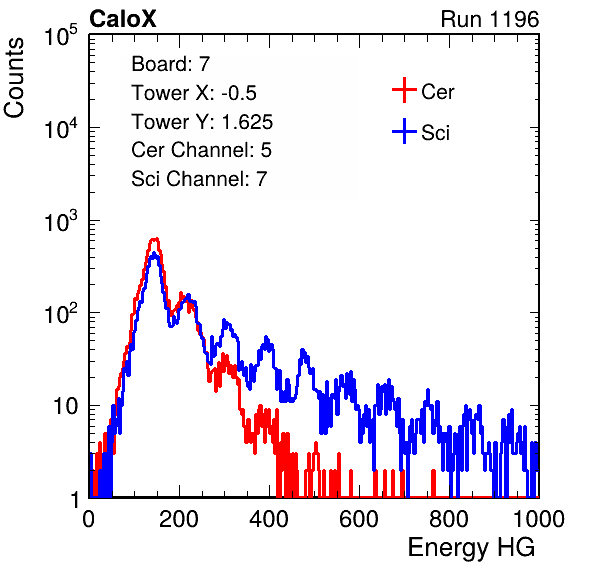 CaloX Run 1196
Counts
10^5
10^4
10^3
10^2
10
1
Board: 7
Tower X: -0.5
Tower Y: 1.625
Cer Channel: 5
Sci Channel: 7
Cer
Sci
0 200 400 600 800 1000
Energy HG